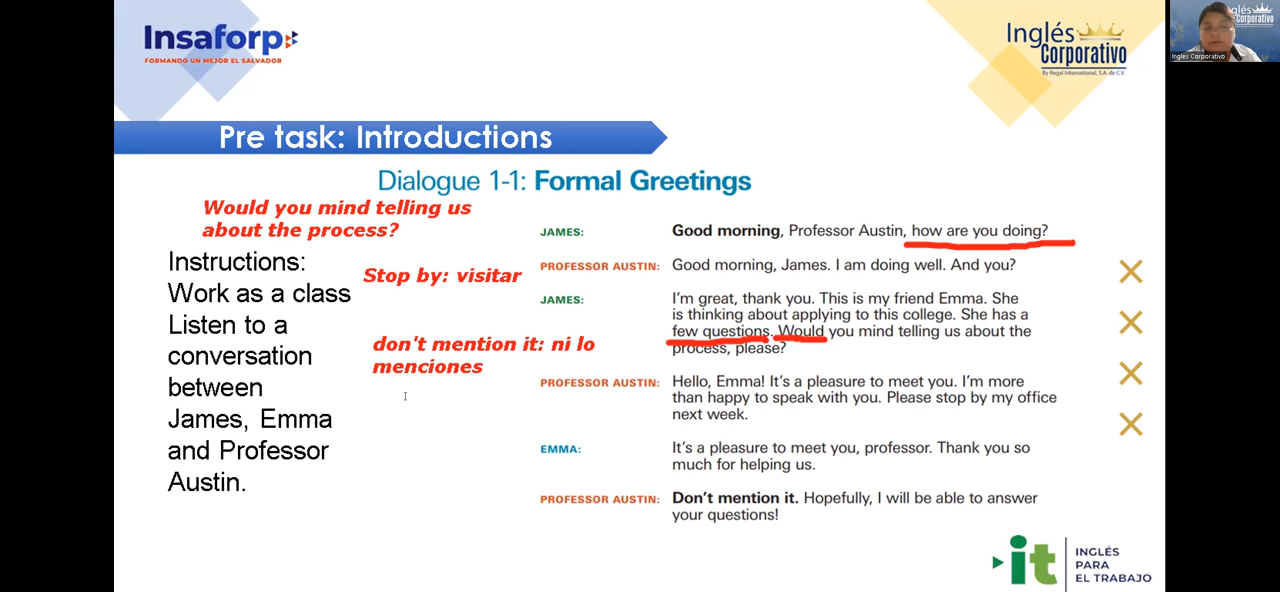 Insaforp
FORMANDO UN MEJOR EL SALVADOR
Inglés
Corporativo
By Regal International, S.A. de C.V.
Inglés
Corporativo
Inglés Corporativo
Pre task: Introductions
Dialogue 1-1: Formal Greetings
Would you mind telling us
about the process?
Instructions:
Work as a class
Listen to a
conversation
between
James, Emma
and Professor
Austin.
Stop by: visitar
don't mention it: ni lo
menciones
JAMES: Good morning, Professor Austin, how are you doing?
PROFESSOR AUSTIN: Good morning, James. I am doing well. And you?
JAMES: I'm great, thank you. This is my friend Emma. She
is thinking about applying to this college. She has a
few questions. Would you mind telling us about the
process, please?
PROFESSOR AUSTIN: Hello, Emma! It's a pleasure to meet you. I'm more
than happy to speak with you. Please stop by my office
next week.
EMMA: It's a pleasure to meet you, professor. Thank you so
much for helping us.
PROFESSOR AUSTIN: Don't mention it. Hopefully, I will be able to answer
your questions!
it
INGLÉS
PARA
EL TRABAJO